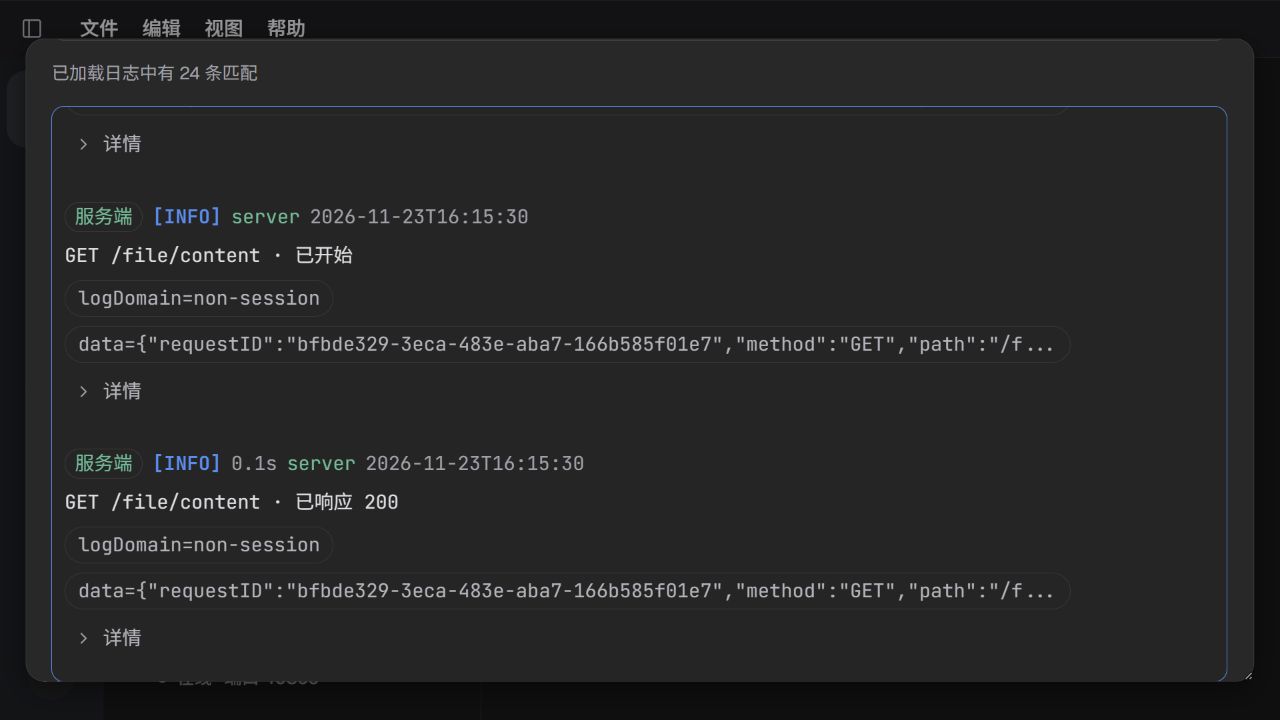 文件 编辑 视图 帮助
已加载日志中有 24 条匹配
详情
服务端 [INFO] server 2026-11-23T16:15:30
GET /file/content · 已开始
logDomain=non-session
data={"requestID":"bfbde329-3eca-483e-aba7-166b585f01e7","method":"GET","path":"/f...
详情
服务端 [INFO] 0.1s server 2026-11-23T16:15:30
GET /file/content · 已响应 200
logDomain=non-session
data={"requestID":"bfbde329-3eca-483e-aba7-166b585f01e7","method":"GET","path":"/f...
详情